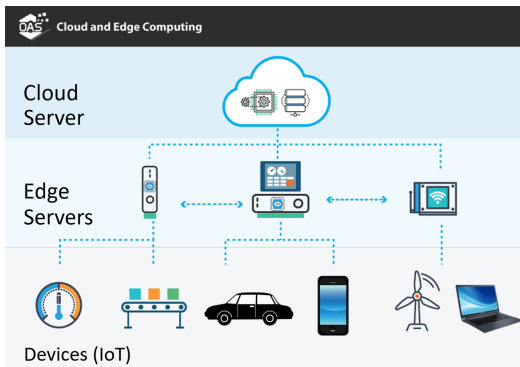 OAS
Cloud and Edge Computing
Cloud
Server
Edge
Servers
Devices (IoT)